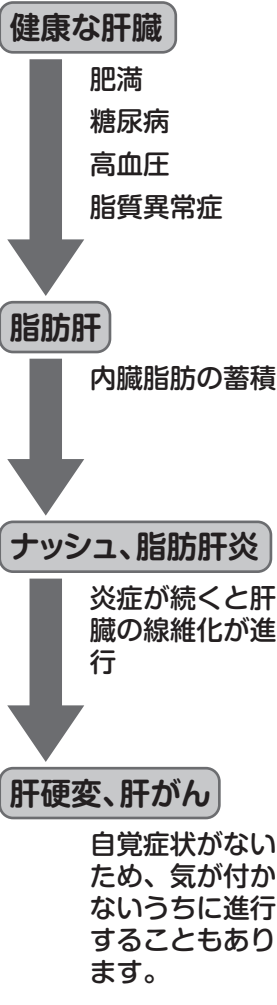 健康な肝臓
肥満
糖尿病
高血圧
脂質異常症
脂肪肝
内臓脂肪の蓄積
ナッシュ、脂肪肝炎
炎症が続くと肝
臓の線維化が進
行
肝硬変、肝がん
自覚症状がない
ため、気が付か
ないうちに進行
することもあり
ます。